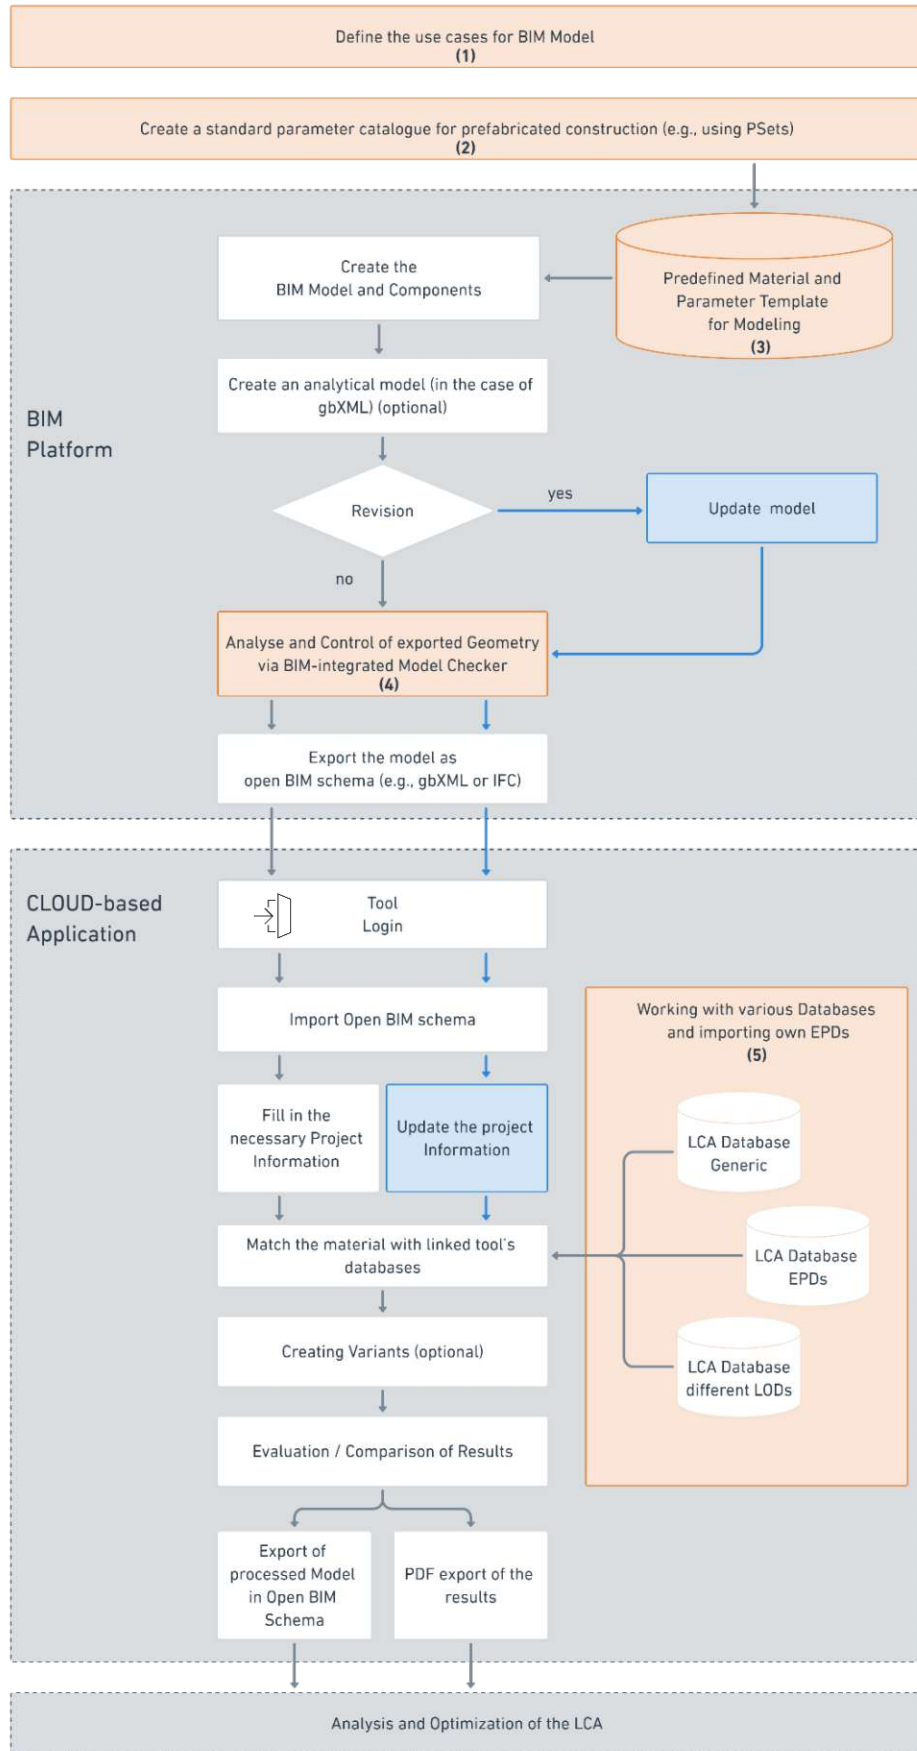 Define the use cases for BIM Model
(1)
Create a standard parameter catalogue for prefabricated construction (e.g., using PSets)
(2)
BIM
Platform
Create the
BIM Model and Components
Predefined Material and
Parameter Template
for Modeling
(3)
Create an analytical model (in the case of
gbXML) (optional)
Revision
yes
Update model
no
Analyse and Control of exported Geometry
via BIM-integrated Model Checker
(4)
Export the model as
open BIM schema (e.g., gbXML or IFC)
CLOUD-based
Application
Tool
Login
Import Open BIM schema
Working with various Databases
and importing own EPDs
(5)
Fill in the
necessary Project
Information
Update the project
Information
LCA Database
Generic
Match the material with linked tool's
databases
LCA Database
EPDs
Creating Variants (optional)
LCA Database
different LODs
Evaluation / Comparison of Results
Export of
processed Model
in Open BIM
Schema
PDF export of the
results
Analysis and Optimization of the LCA